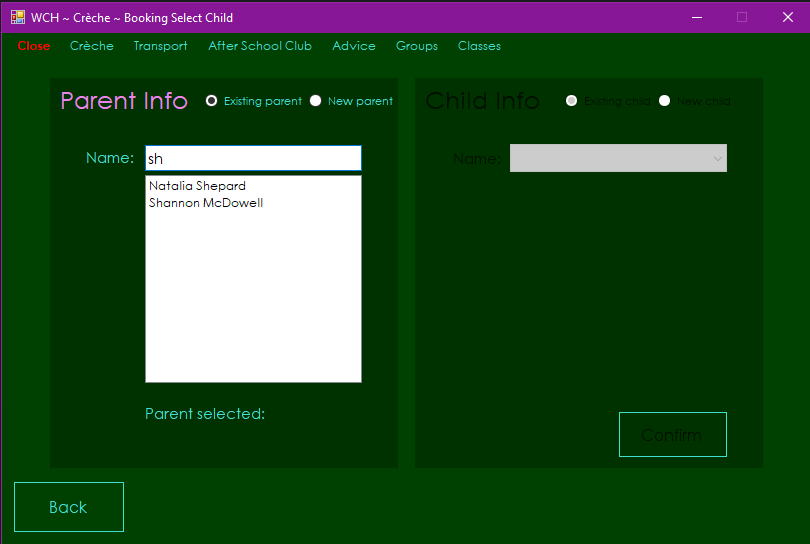 WCH ~ Crèche ~ Booking Select Child
Close Crèche Transport After School Club Advice Groups Classes
Parent Info Existing parent New parent
Name: sh
Natalia Shepard
Shannon McDowell
Parent selected:
Child Info Existing child New child
Name:
Confirm
Back